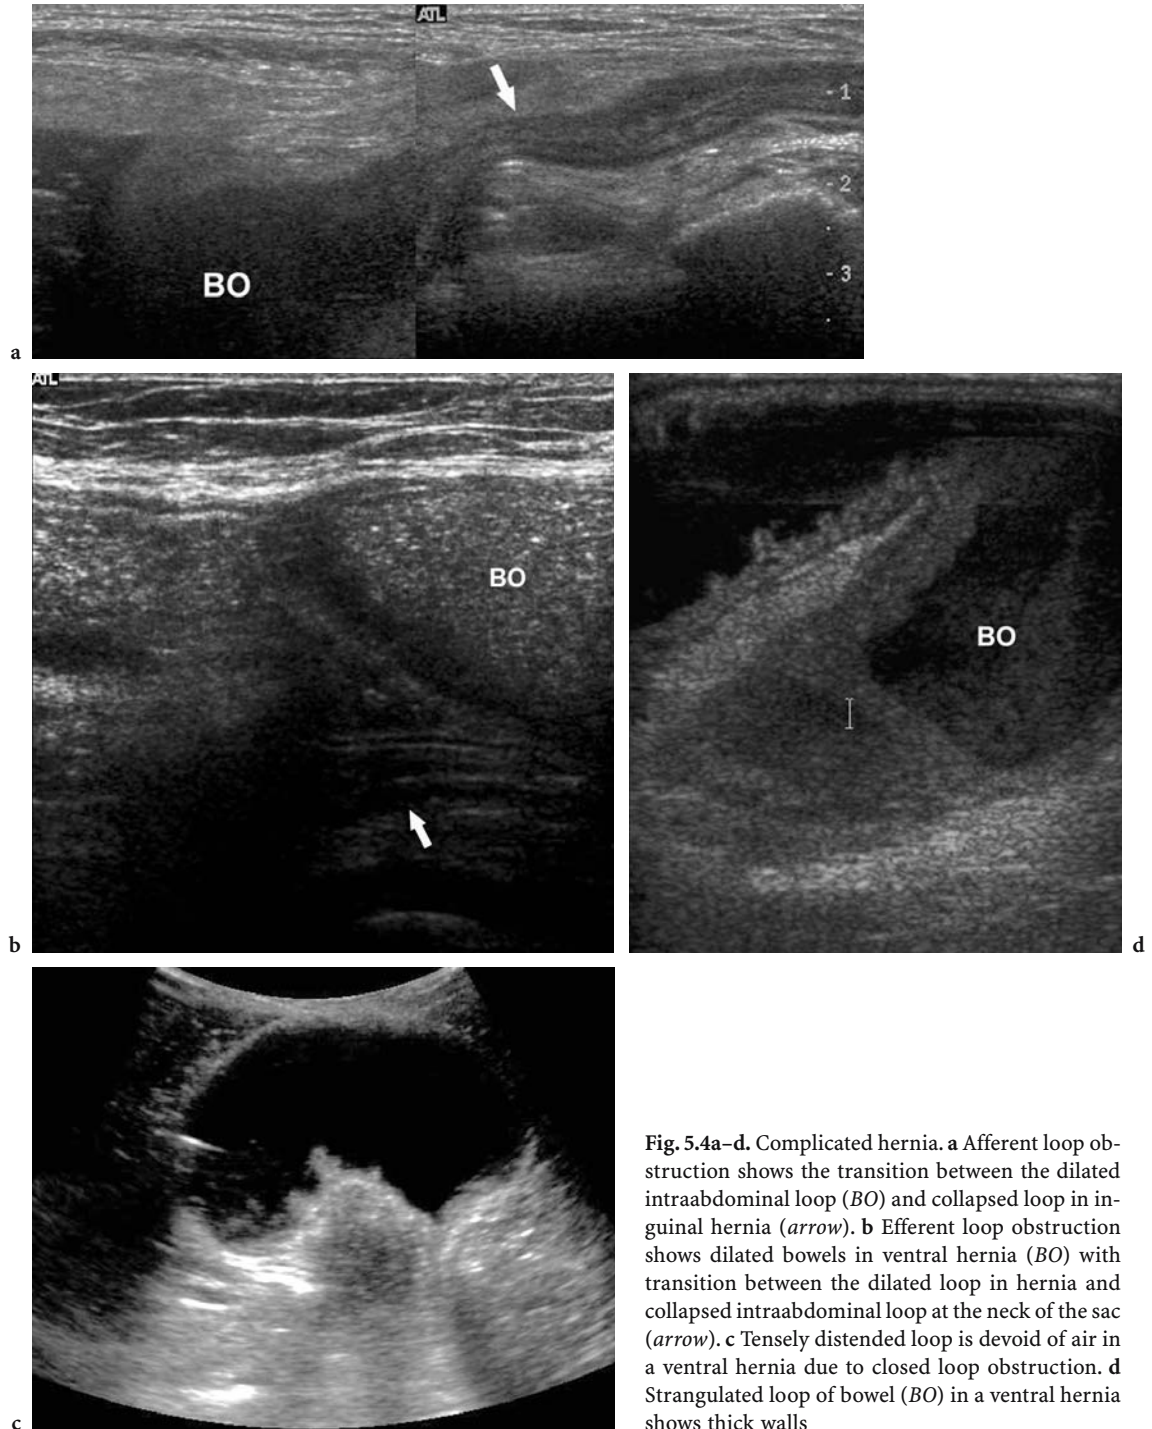 ATL
- 1
- 2
- 3
BO
a
ATL
BO
b
BO
d
c
Fig. 5.4a–d. Complicated hernia. a Afferent loop ob-
struction shows the transition between the dilated
intraabdominal loop (BO) and collapsed loop in in-
guinal hernia (arrow). b Efferent loop obstruction
shows dilated bowels in ventral hernia (BO) with
transition between the dilated loop in hernia and
collapsed intraabdominal loop at the neck of the sac
(arrow). c Tensely distended loop is devoid of air in
a ventral hernia due to closed loop obstruction. d
Strangulated loop of bowel (BO) in a ventral hernia
shows thick walls